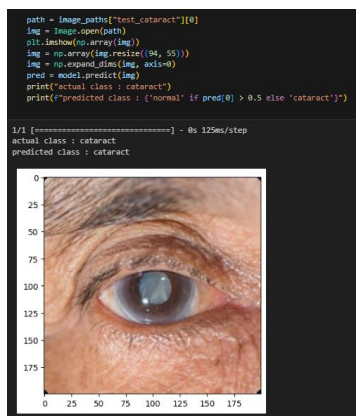 path = image_paths["test_cataract"][0]
img = Image.open(path)
plt.imshow(np.array(img))
img = np.array(img.resize((94, 55)))
img = np.expand_dims(img, axis=0)
pred = model.predict(img)
print("actual class : cataract")
print(f"predicted class : {'normal' if pred[0] > 0.5 else 'cataract'}")
1/1 [==============================] - 0s 125ms/step
actual class : cataract
predicted class : cataract
0
25
50
75
100
125
150
175
0 25 50 75 100 125 150 175